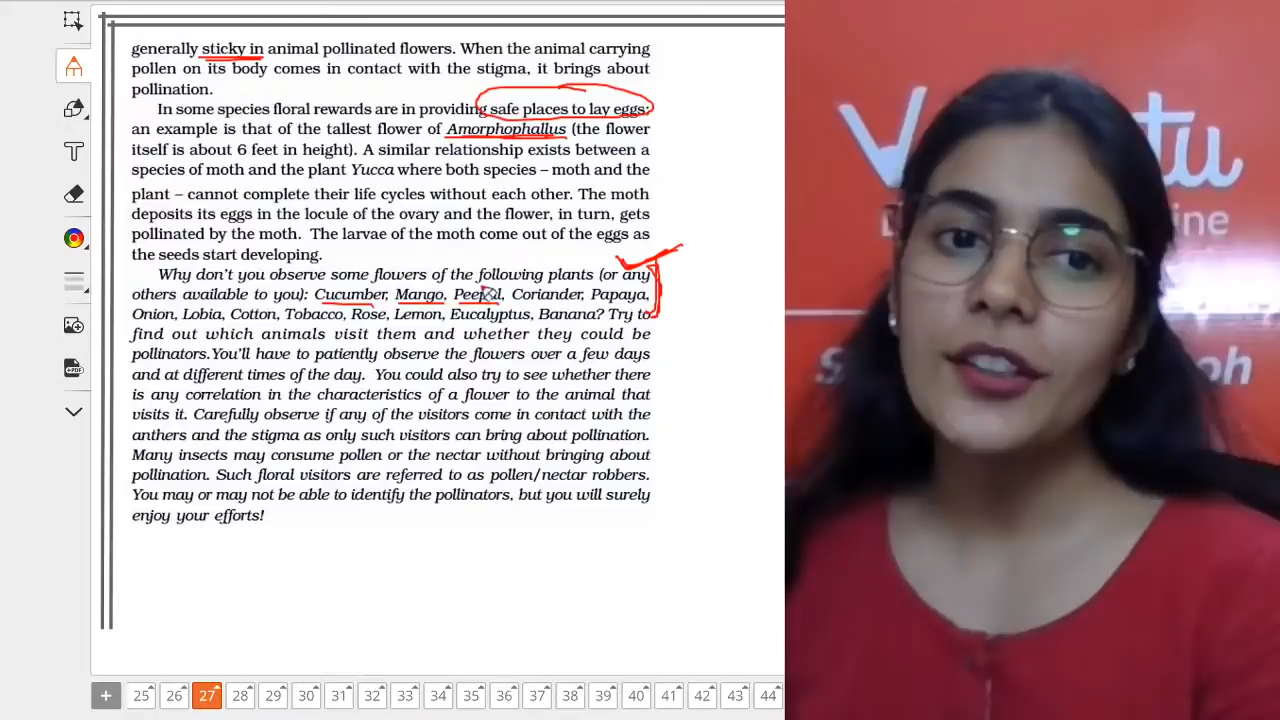 generally sticky in animal pollinated flowers. When the animal carrying
pollen on its body comes in contact with the stigma, it brings about
pollination.
In some species floral rewards are in providing safe places to lay eggs;
an example is that of the tallest flower of Amorphophallus (the flower
itself is about 6 feet in height). A similar relationship exists between a
species of moth and the plant Yucca where both species – moth and the
plant – cannot complete their life cycles without each other. The moth
deposits its eggs in the locule of the ovary and the flower, in turn, gets
pollinated by the moth. The larvae of the moth come out of the eggs as
the seeds start developing.
Why don't you observe some flowers of the following plants (or any
others available to you): Cucumber, Mango, Peepal, Coriander, Papaya,
Onion, Lobia, Cotton, Tobacco, Rose, Lemon, Eucalyptus, Banana? Try to
find out which animals visit them and whether they could be
pollinators.You'll have to patiently observe the flowers over a few days
and at different times of the day. You could also try to see whether there
is any correlation in the characteristics of a flower to the animal that
visits it. Carefully observe if any of the visitors come in contact with the
anthers and the stigma as only such visitors can bring about pollination.
Many insects may consume pollen or the nectar without bringing about
pollination. Such floral visitors are referred to as pollen/nectar robbers.
You may or may not be able to identify the pollinators, but you will surely
enjoy your efforts!
T
+PDF
+ 25 26 27 28 29 30 31 32 33 34 35 36 37 38 39 40 41 42 43 44
tu
ine
oh